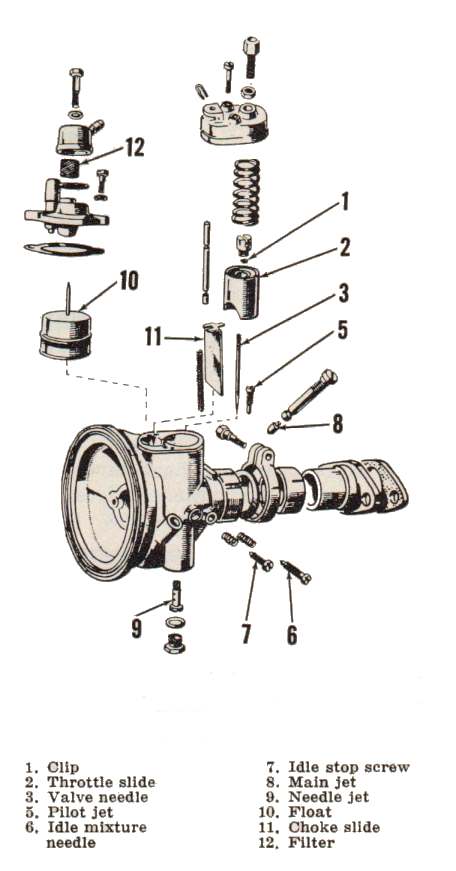 12
1
2
10
3
11
5
8
9
7
6
1. Clip
2. Throttle slide
3. Valve needle
5. Pilot jet
6. Idle mixture
needle
7. Idle stop screw
8. Main jet
9. Needle jet
10. Float
11. Choke slide
12. Filter